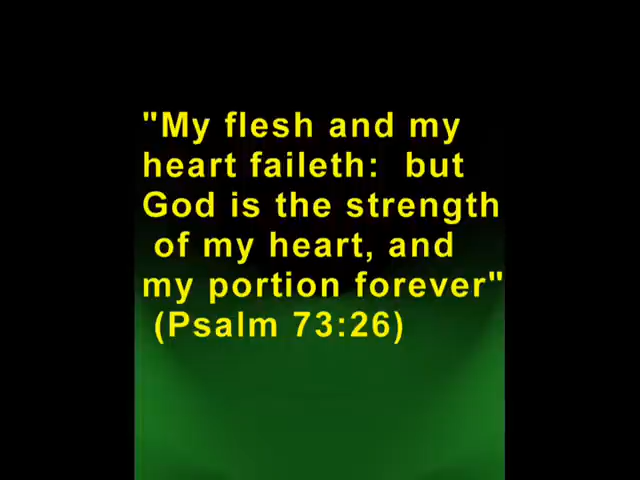 "My flesh and my
heart faileth:  but
God is the strength
of my heart, and
my portion forever"
(Psalm 73:26)